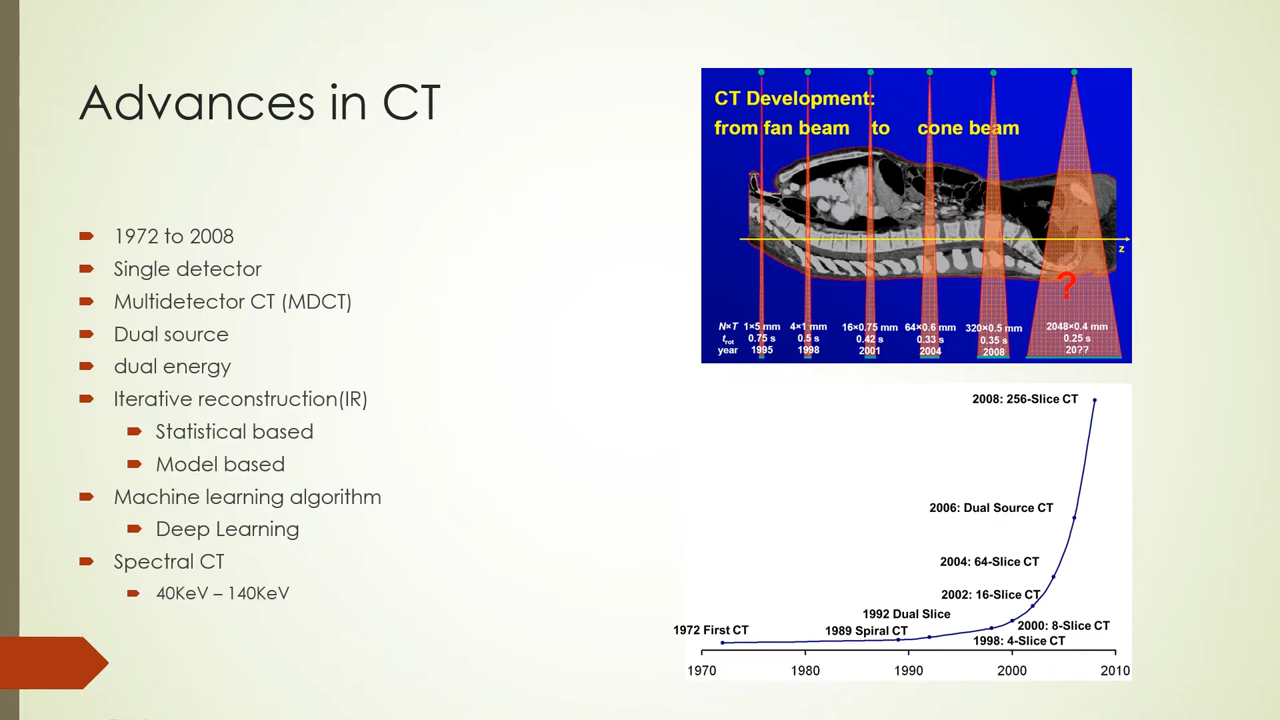 Advances in CT
1972 to 2008
Single detector
Multidetector CT (MDCT)
Dual source
dual energy
Iterative reconstruction(IR)
Statistical based
Model based
Machine learning algorithm
Deep Learning
Spectral CT
40KeV – 140KeV
CT Development:
from fan beam to cone beam
z
?
N×T 1×5 mm 4×1 mm 16×0.75 mm 64×0.6 mm 320×0.5 mm 2048×0.4 mm
trot 0.75 s 0.5 s 0.42 s 0.33 s 0.35 s 0.25 s
year 1995 1998 2001 2004 2008 20??
2008: 256-Slice CT
2006: Dual Source CT
2004: 64-Slice CT
2002: 16-Slice CT
1992 Dual Slice
2000: 8-Slice CT
1972 First CT
1989 Spiral CT
1998: 4-Slice CT
1970 1980 1990 2000 2010